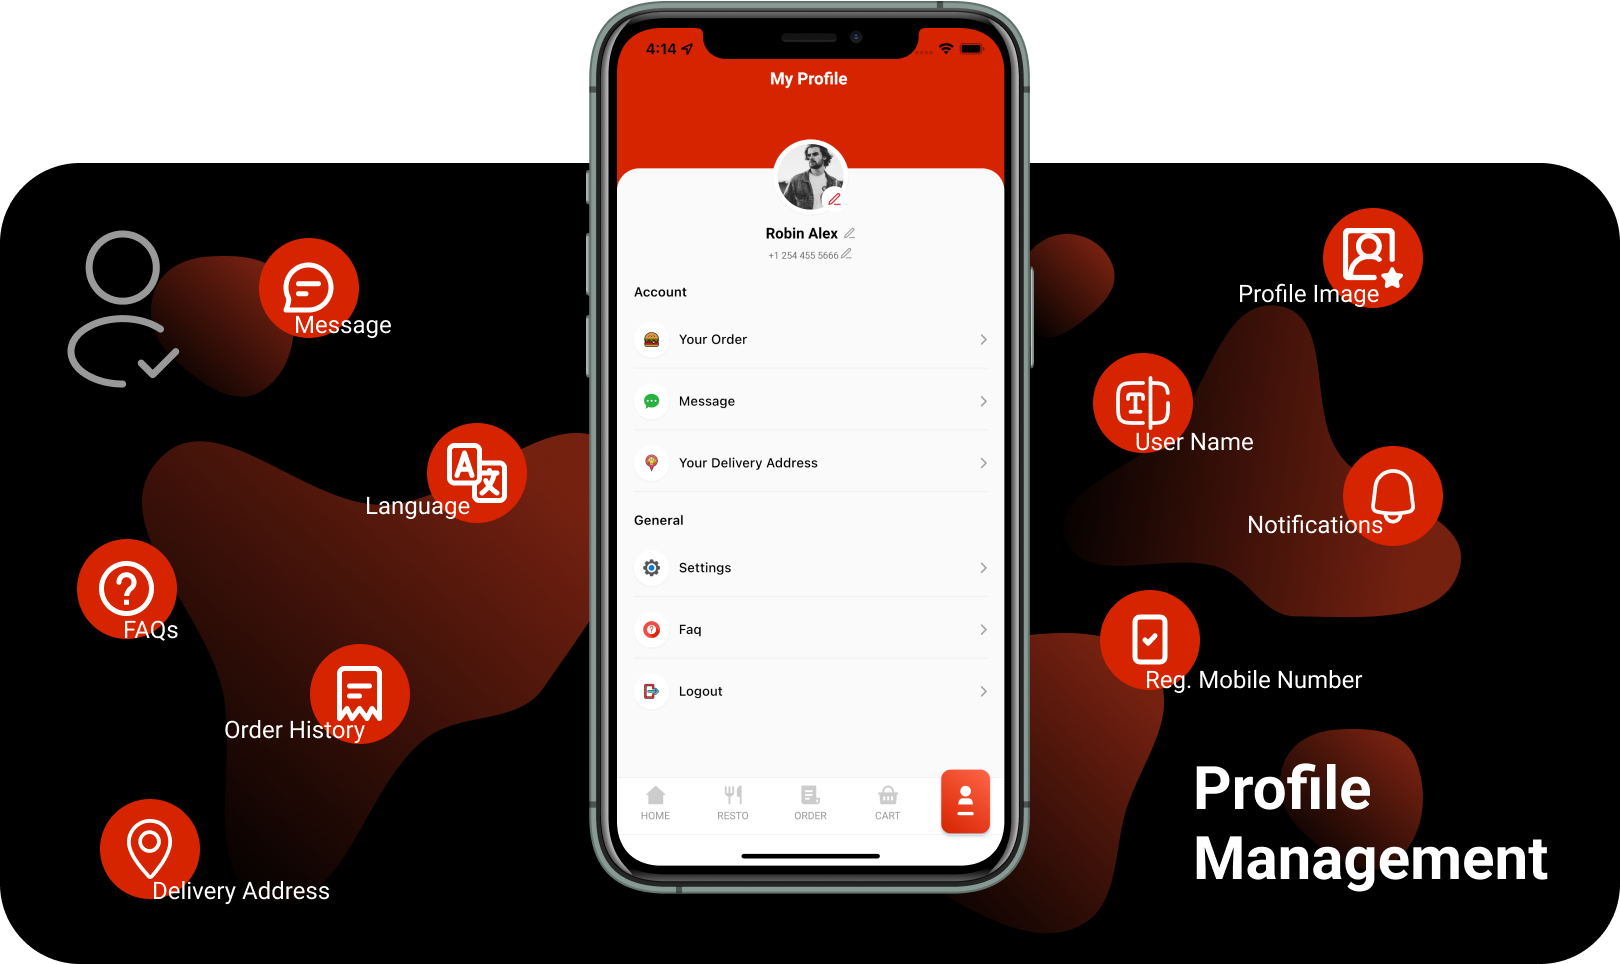 4:14
My Profile
Robin Alex
+1 254 455 5666
Account
Your Order
Message
Your Delivery Address
General
Settings
Faq
Logout
HOME
RESTO
ORDER
CART
Message
Language
FAQs
Order History
Delivery Address
Profile Image
User Name
Notifications
Reg. Mobile Number
Profile
Management